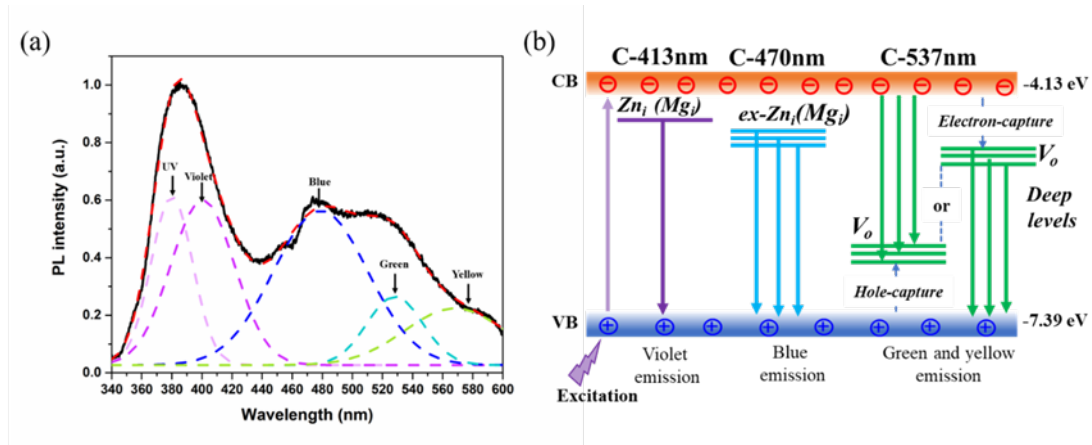 (a)
PL intensity (a.u.)
1.0
0.8
0.6
0.4
0.2
0.0
UV
Violet
Blue
Green
Yellow
340 360 380 400 420 440 460 480 500 520 540 560 580 600
Wavelength (nm)
(b)
C-413nm C-470nm C-537nm
CB
-4.13 eV
Zni (Mgi)
ex-Zni(Mgi)
Electron-capture
Vo
or
Deep
levels
Vo
Hole-capture
VB
-7.39 eV
Violet
emission
Blue
emission
Green and yellow
emission
Excitation